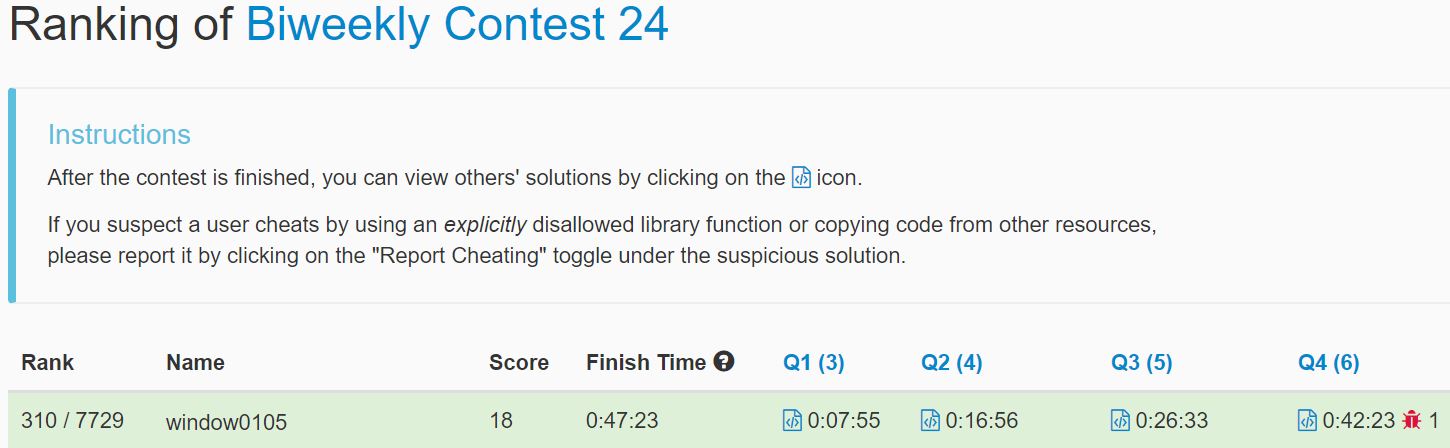 Ranking of Biweekly Contest 24
Instructions
After the contest is finished, you can view others' solutions by clicking on the icon.
If you suspect a user cheats by using an explicitly disallowed library function or copying code from other resources,
please report it by clicking on the "Report Cheating" toggle under the suspicious solution.
Rank Name Score Finish Time ? Q1 (3) Q2 (4) Q3 (5) Q4 (6)
310 / 7729 window0105 18 0:47:23 0:07:55 0:16:56 0:26:33 0:42:23 1